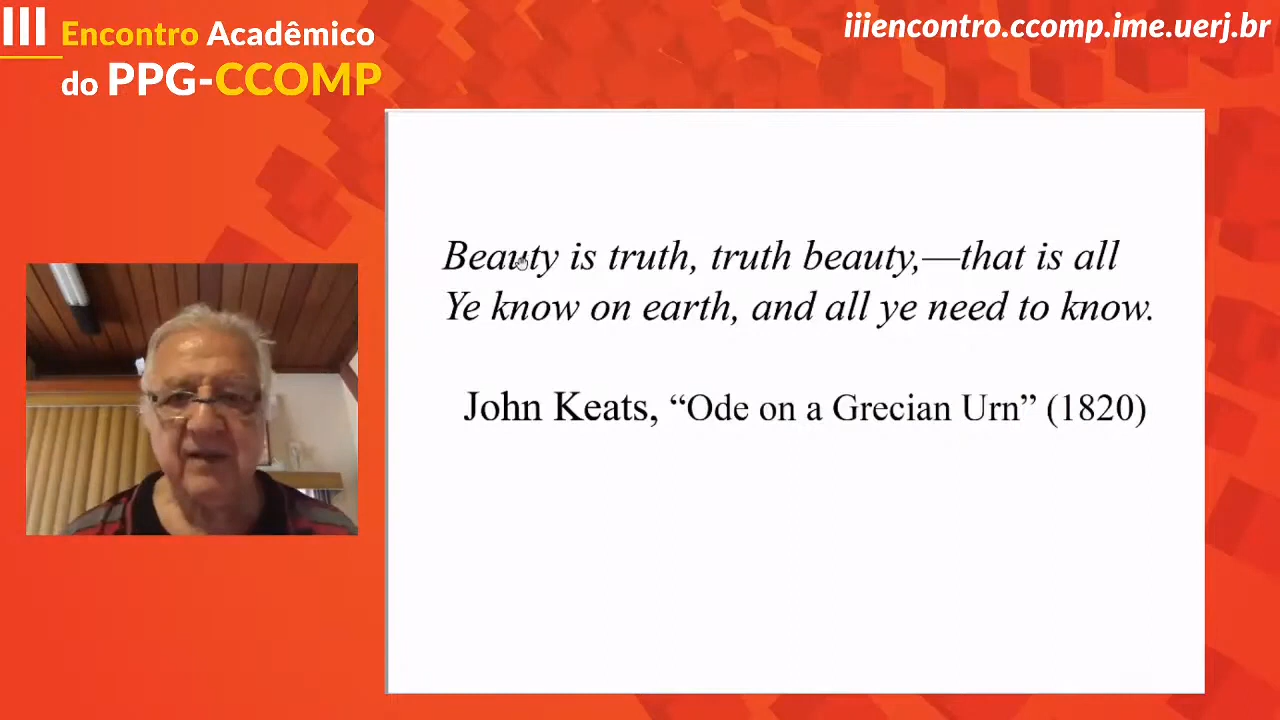 III Encontro Acadêmico
do PPG-CCOMP
iiiencontro.ccomp.ime.uerj.br
Beauty is truth, truth beauty,—that is all
Ye know on earth, and all ye need to know.
John Keats, “Ode on a Grecian Urn” (1820)